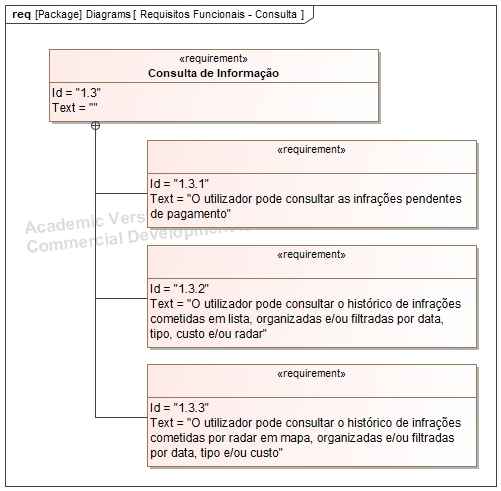 req [Package] Diagrams [ Requisitos Funcionais - Consulta ]
«requirement»
Consulta de Informação
Id = "1.3"
Text = ""
«requirement»
Id = "1.3.1"
Text = "O utilizador pode consultar as infrações pendentes
de pagamento"
Academic Vers
Commercial Development
«requirement»
Id = "1.3.2"
Text = "O utilizador pode consultar o histórico de infrações
cometidas em lista, organizadas e/ou filtradas por data,
tipo, custo e/ou radar"
«requirement»
Id = "1.3.3"
Text = "O utilizador pode consultar o histórico de infrações
cometidas por radar em mapa, organizadas e/ou filtradas
por data, tipo e/ou custo"